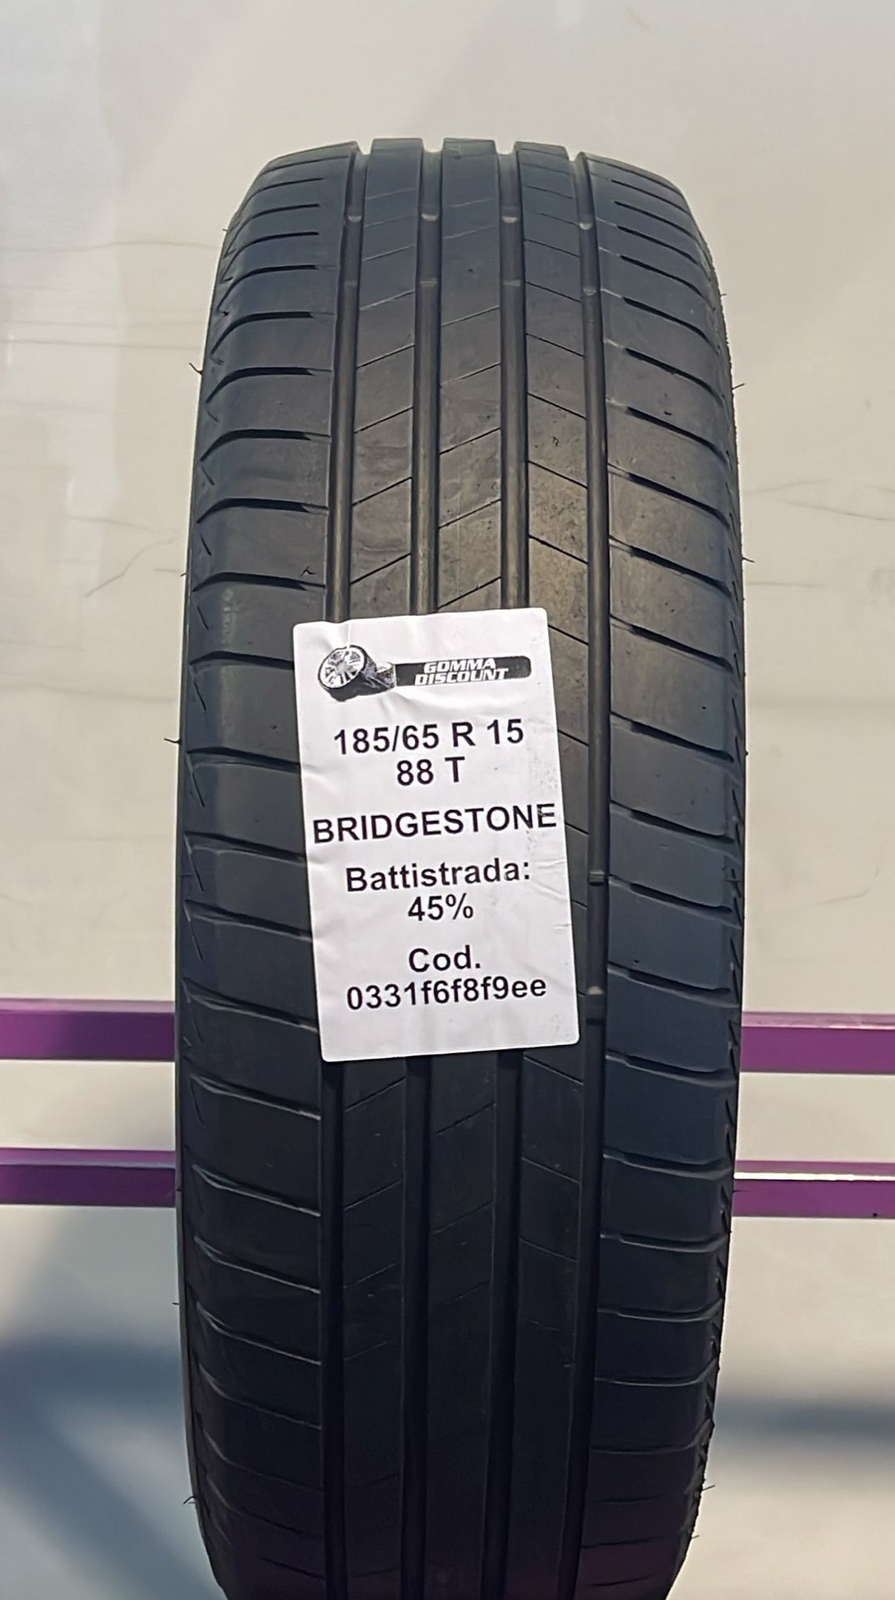 GOMMA
DISCOUNT
185/65 R 15
88 T
BRIDGESTONE
Battistrada:
45%
Cod.
0331f6f8f9ee